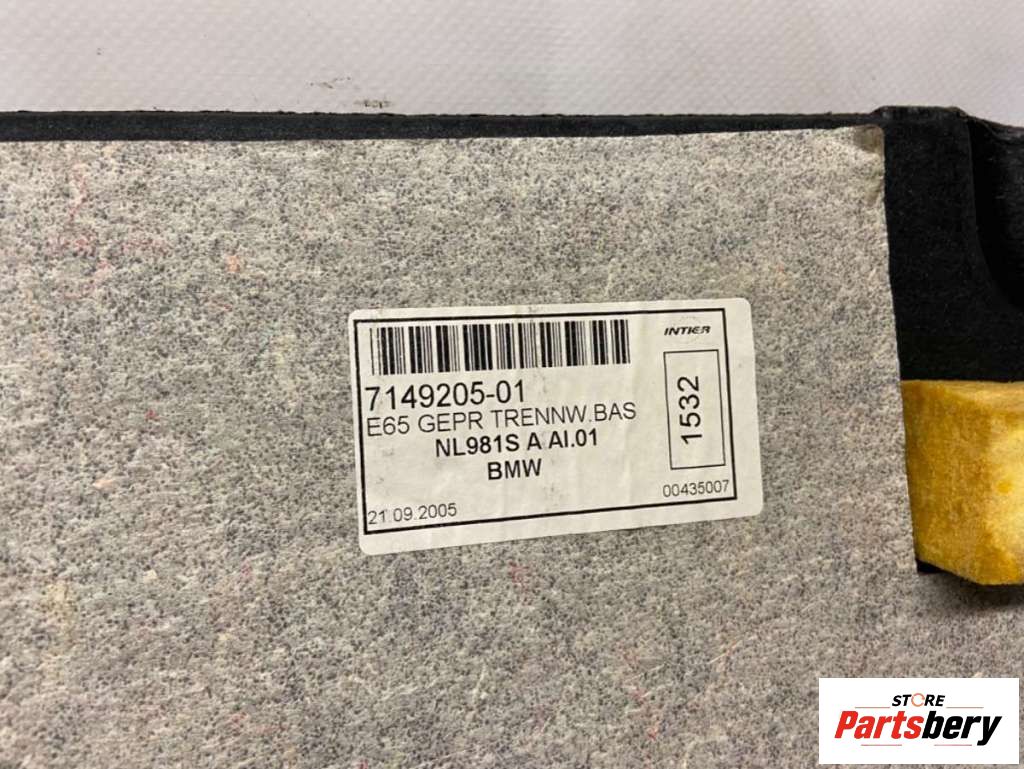 INTIER
7149205-01
E65 GEPR TRENNW.BAS
NL981S A AI.01
BMW
1532
21.09.2005
00435007
STORE
Partsbery